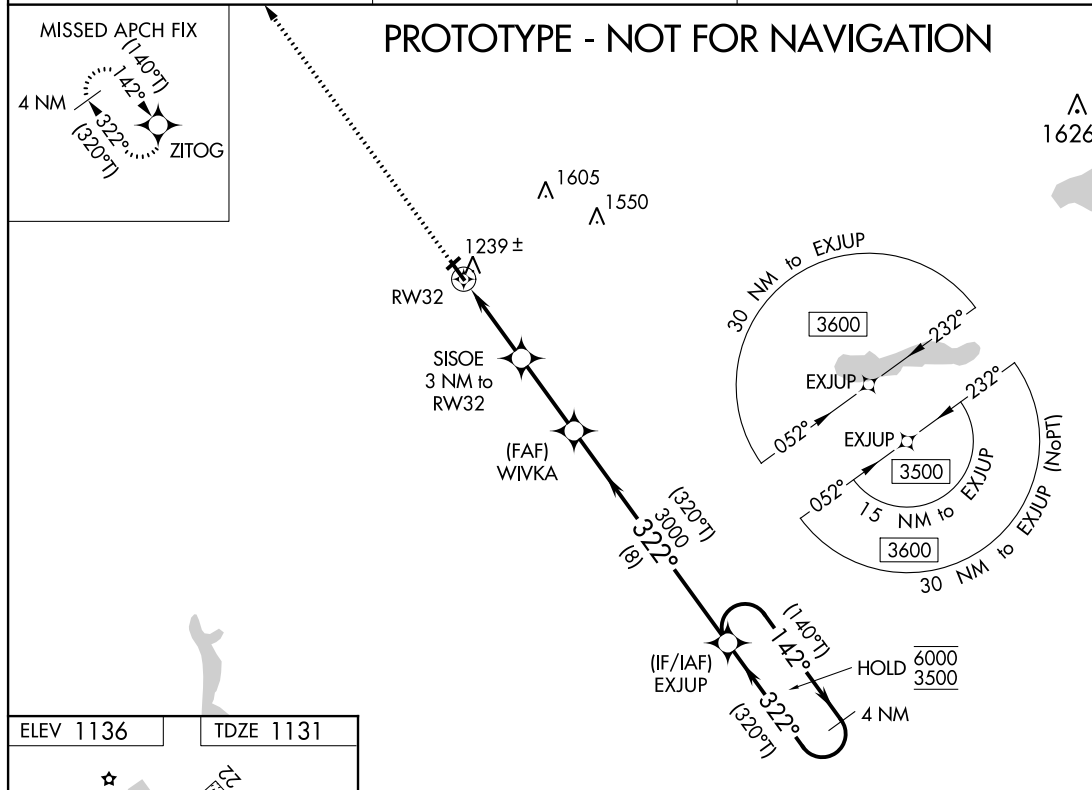 MISSED APCH FIX
(140°T)
142°
4 NM
322°
(320°T)
ZITOG
PROTOTYPE - NOT FOR NAVIGATION
1626
1605
1550
1239 ±
RW32
SISOE
3 NM to
RW32
(FAF)
WIVKA
(320°T)
3000
322°
(8)
30 NM to EXJUP
3600
232°
EXJUP
052°
232°
EXJUP
3500
052°
15 NM to EXJUP
3600
30 NM to EXJUP (NoPT)
(140°T)
142°
(IF/IAF)
EXJUP
HOLD 6000
3500
322°
(320°T)
4 NM
ELEV 1136
TDZE 1131
22